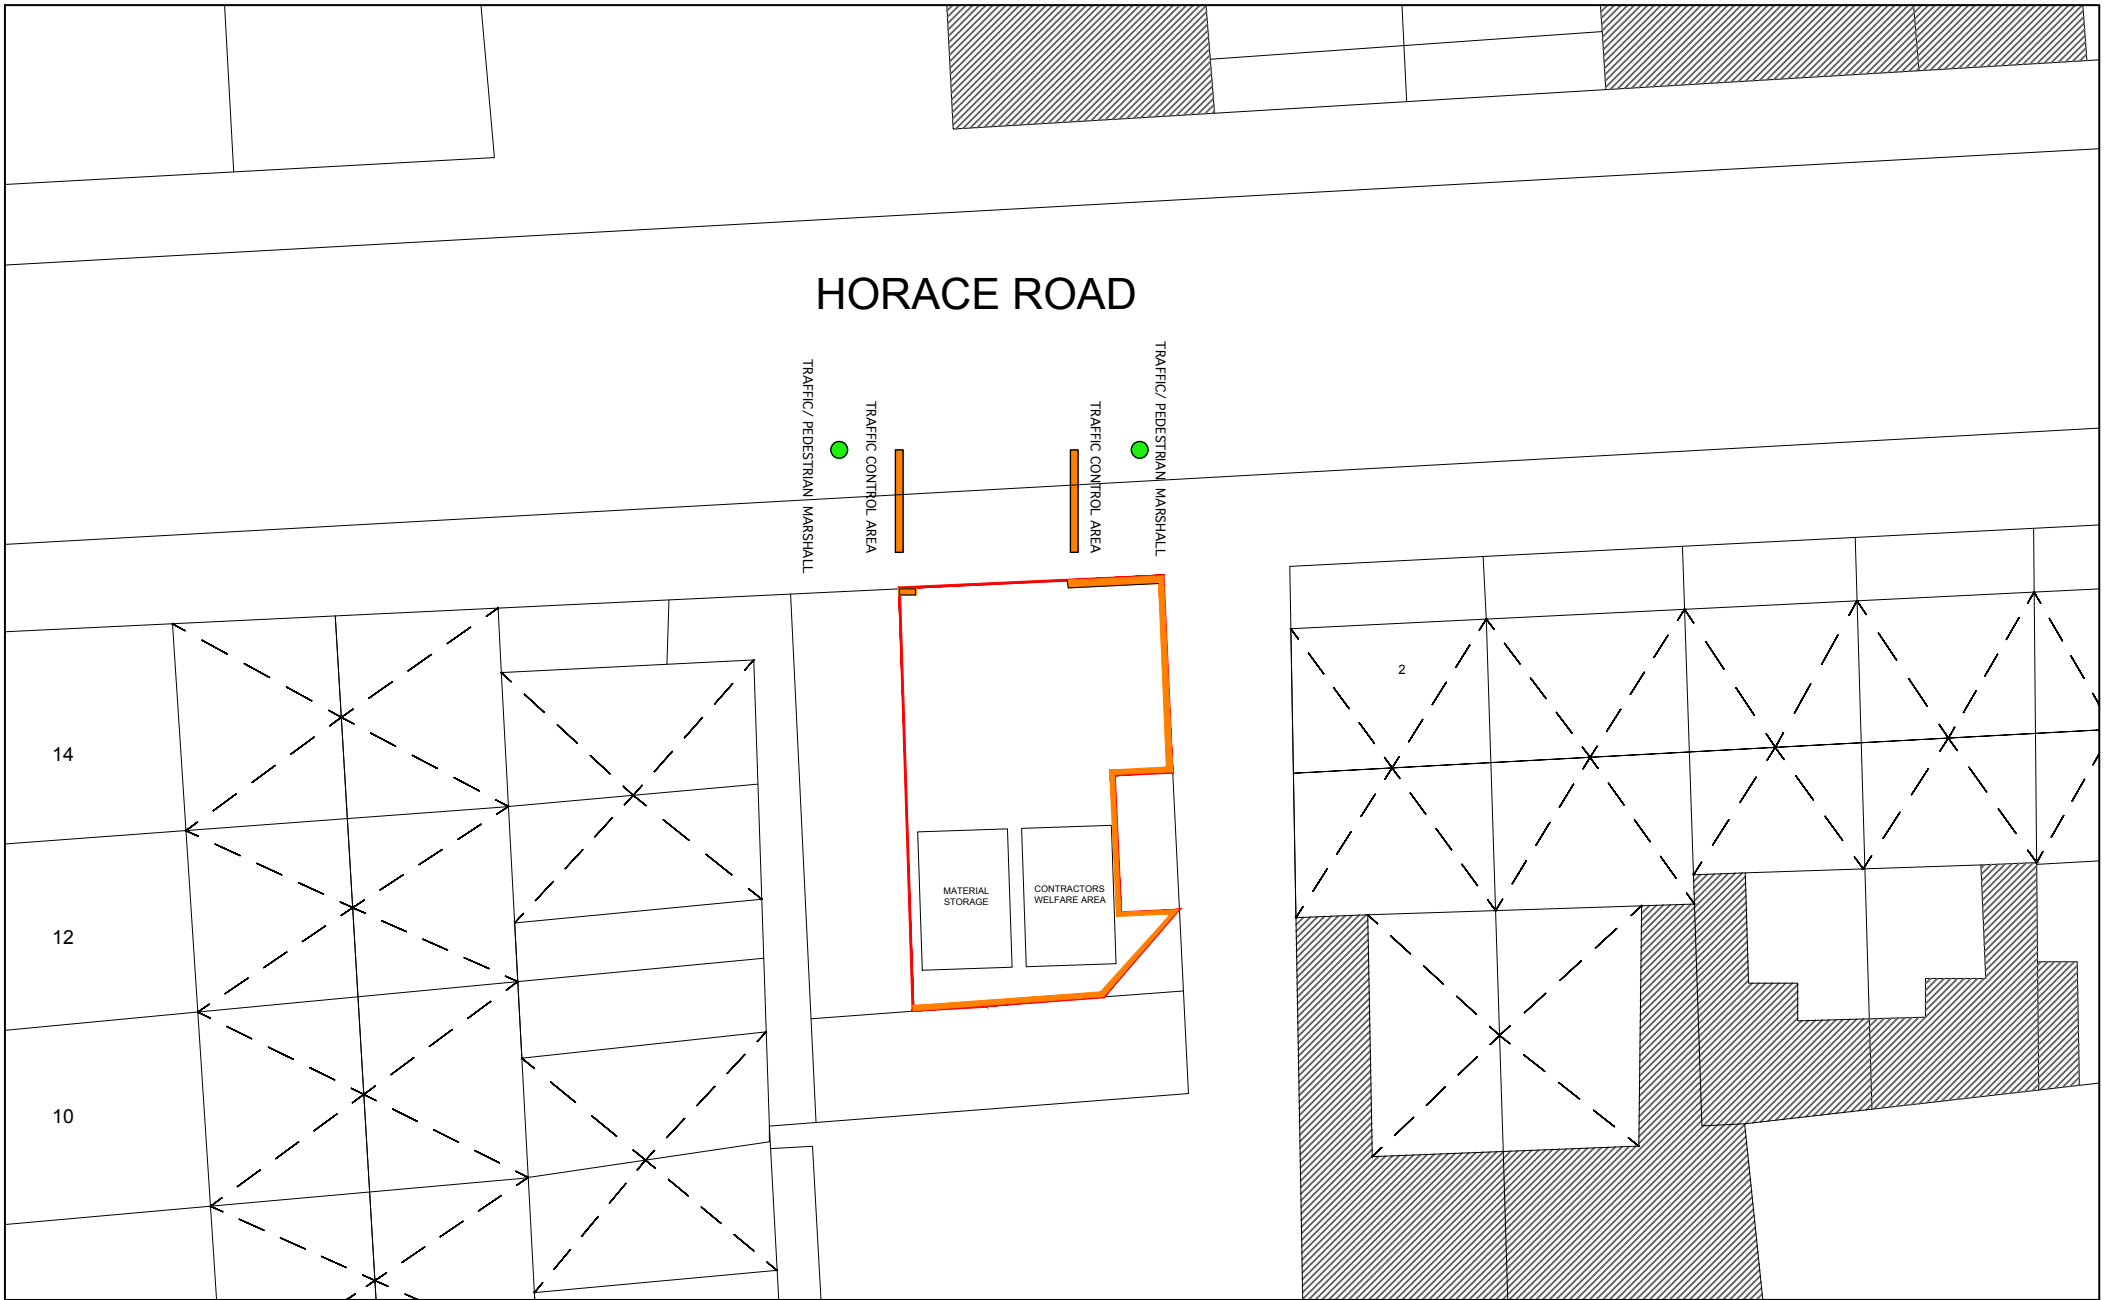 HORACE ROAD
TRAFFIC/ PEDESTRIAN MARSHALL
TRAFFIC CONTROL AREA
TRAFFIC CONTROL AREA
TRAFFIC/ PEDESTRIAN MARSHALL
2
14
MATERIAL
STORAGE
CONTRACTORS
WELFARE AREA
12
10